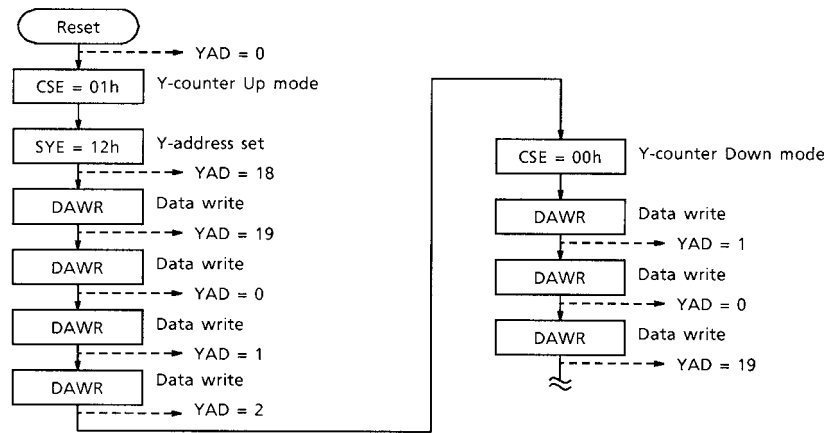 Reset
YAD = 0
CSE = 01h Y-counter Up mode
SYE = 12h Y-address set
YAD = 18
DAWR Data write
YAD = 19
DAWR Data write
YAD = 0
DAWR Data write
YAD = 1
DAWR Data write
YAD = 2
CSE = 00h Y-counter Down mode
DAWR Data write
YAD = 1
DAWR Data write
YAD = 0
DAWR Data write
YAD = 19